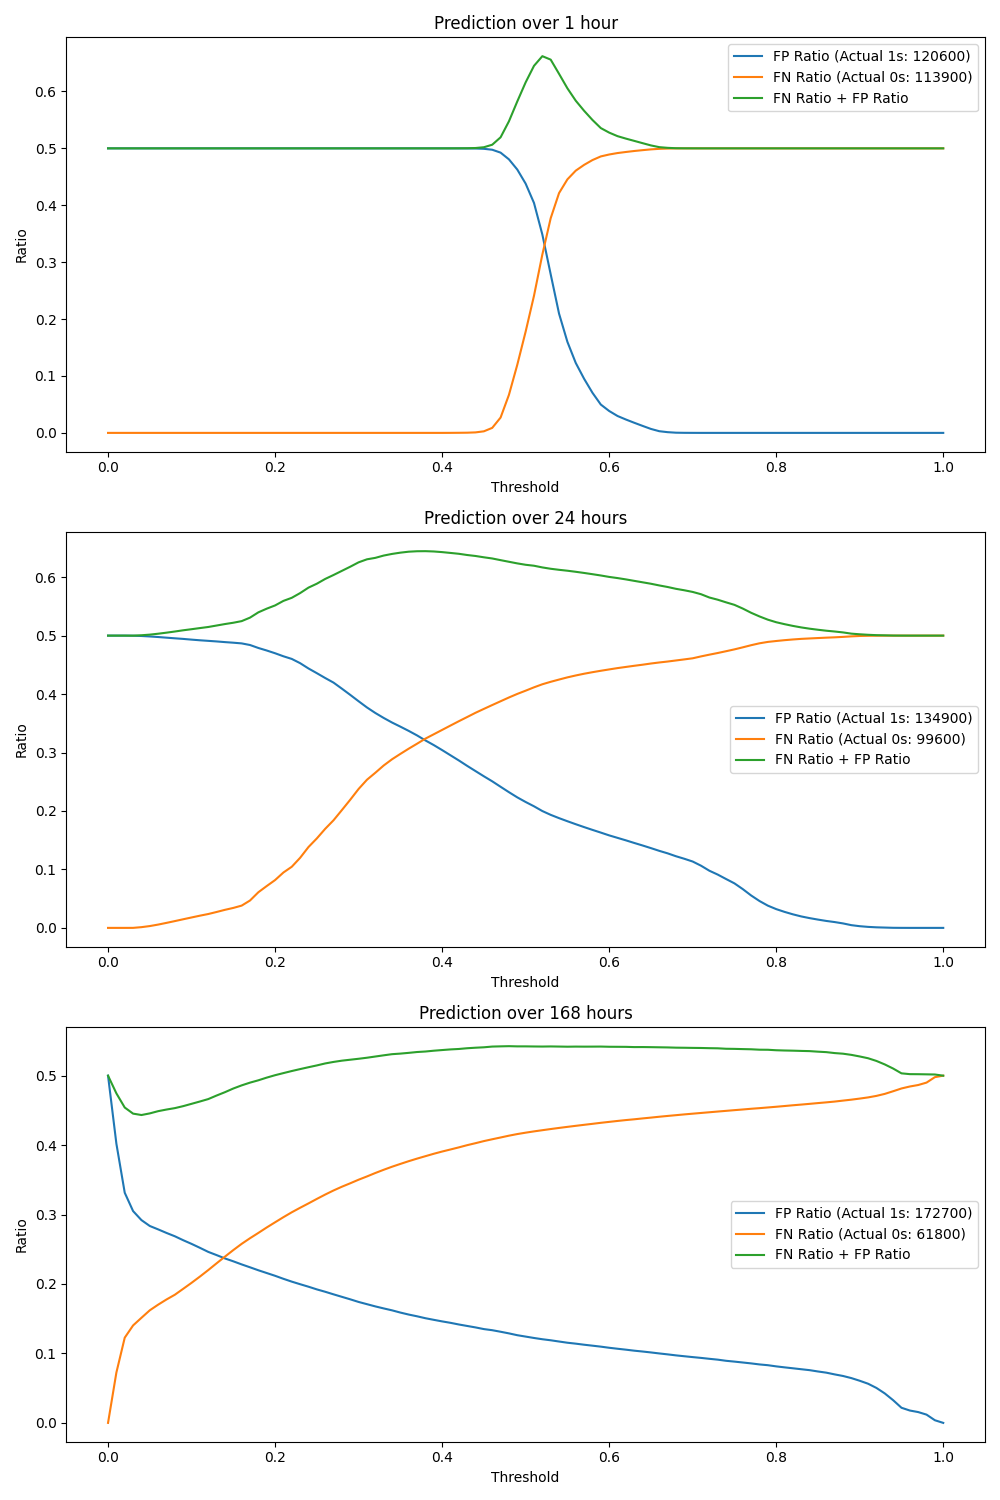 Prediction over 1 hour
Ratio
0.6
0.5
0.4
0.3
0.2
0.1
0.0
FP Ratio (Actual 1s: 120600)
FN Ratio (Actual 0s: 113900)
FN Ratio + FP Ratio
0.0 0.2 0.4 0.6 0.8 1.0
Threshold
Prediction over 24 hours
Ratio
0.6
0.5
0.4
0.3
0.2
0.1
0.0
FP Ratio (Actual 1s: 134900)
FN Ratio (Actual 0s: 99600)
FN Ratio + FP Ratio
0.0 0.2 0.4 0.6 0.8 1.0
Threshold
Prediction over 168 hours
Ratio
0.5
0.4
0.3
0.2
0.1
0.0
FP Ratio (Actual 1s: 172700)
FN Ratio (Actual 0s: 61800)
FN Ratio + FP Ratio
0.0 0.2 0.4 0.6 0.8 1.0
Threshold